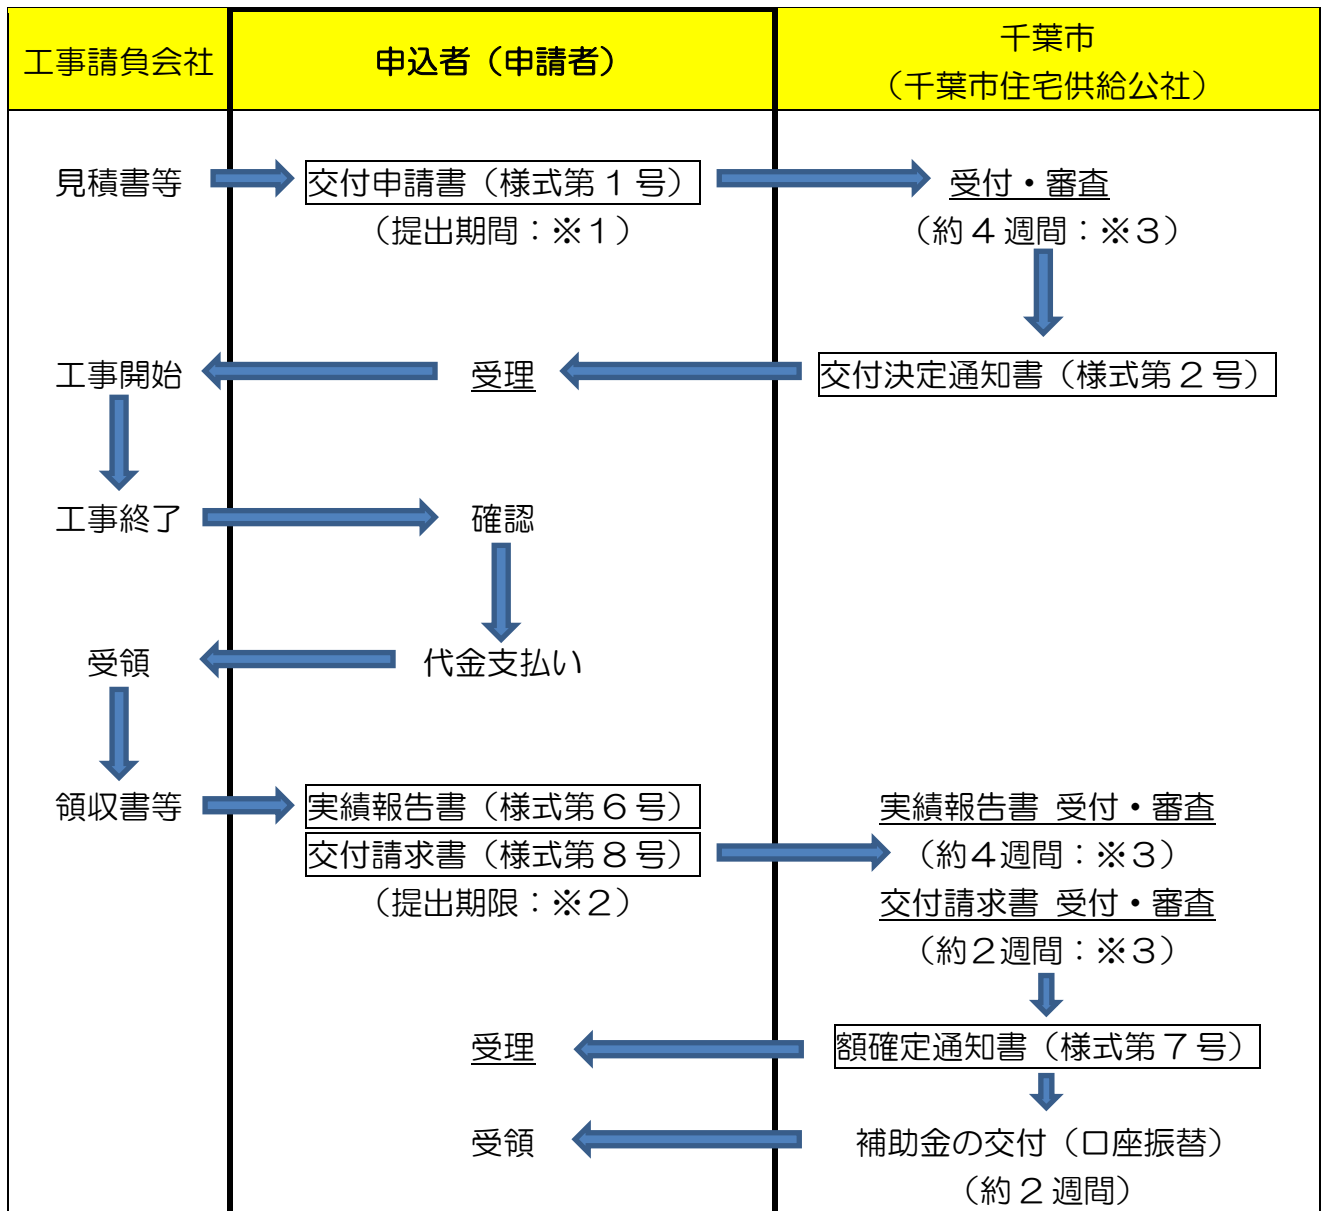 工事請負会社
申込者（申請者）
千葉市
（千葉市住宅供給公社）
見積書等
交付申請書（様式第１号）
受付・審査
（提出期間：※１）
（約４週間：※３）
工事開始
受理
交付決定通知書（様式第２号）
工事終了
確認
受領
代金支払い
領収書等
実績報告書（様式第６号）
実績報告書 受付・審査
交付請求書（様式第８号）
（約４週間：※３）
（提出期限：※２）
交付請求書 受付・審査
（約２週間：※３）
受理
額確定通知書（様式第７号）
受領
補助金の交付（口座振替）
（約２週間）